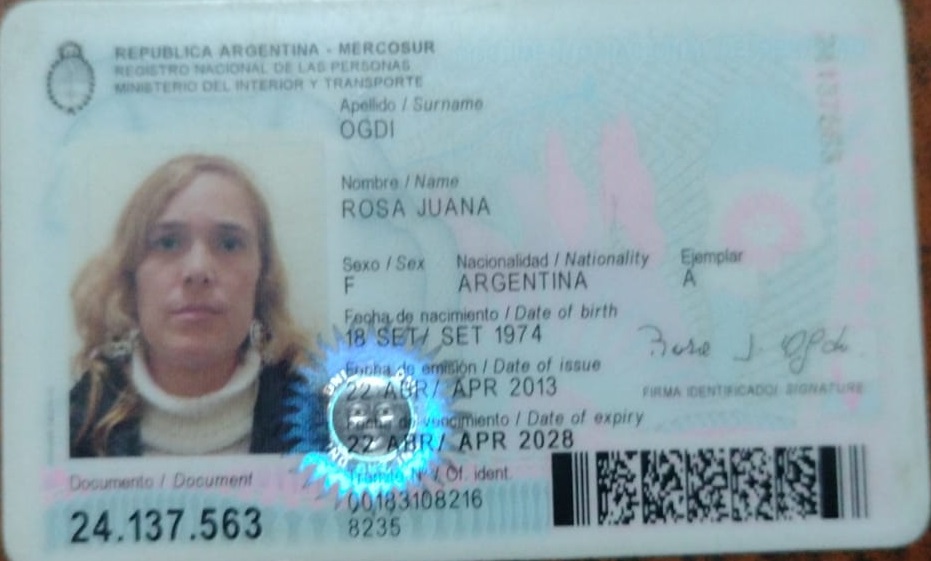 REPUBLICA ARGENTINA - MERCOSUR
REGISTRO NACIONAL DE LAS PERSONAS
MINISTERIO DEL INTERIOR Y TRANSPORTE
Apellido / Surname
OGDI
Nombre / Name
ROSA JUANA
Sexo / Sex Nacionalidad / Nationality Ejemplar
F ARGENTINA A
Fecha de nacimiento / Date of birth
18 SET/ SET 1974
Fecha de emisión / Date of issue
22 ABR/ APR 2013
FIRMA IDENTIFICADO/ SIGNATURE
Fecha de vencimiento / Date of expiry
22 ABR/ APR 2028
Documento / Document
Trámite Nº / Of. ident.
24.137.563
00183108216
8235